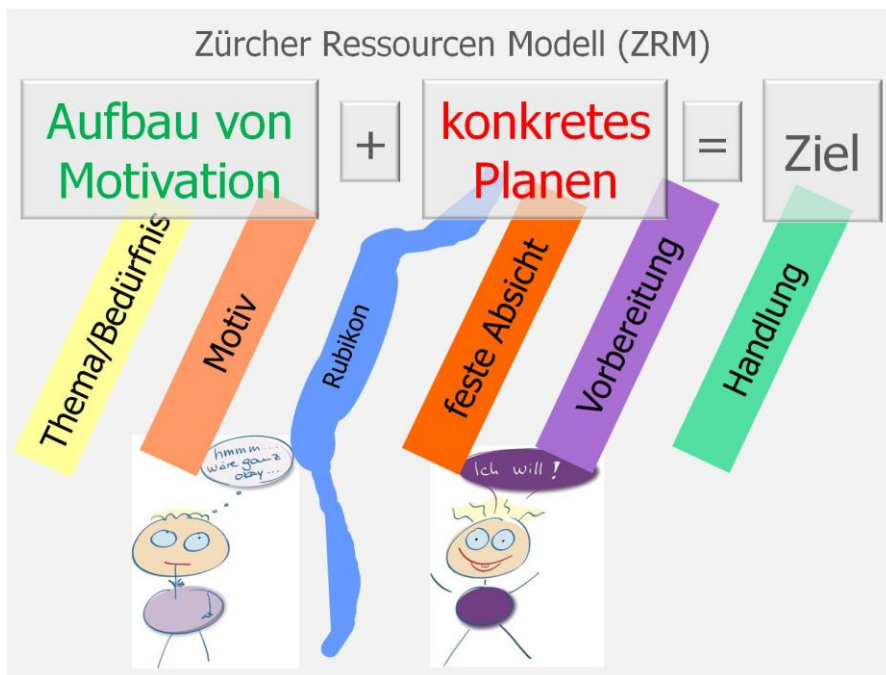 Zürcher Ressourcen Modell (ZRM)
Aufbau von
Motivation
+
konkretes
Planen
=
Ziel
Thema/Bedürfnis
Motiv
Rubikon
feste Absicht
Vorbereitung
Handlung
hmmm...
wäre ganz
okay...
Ich will!